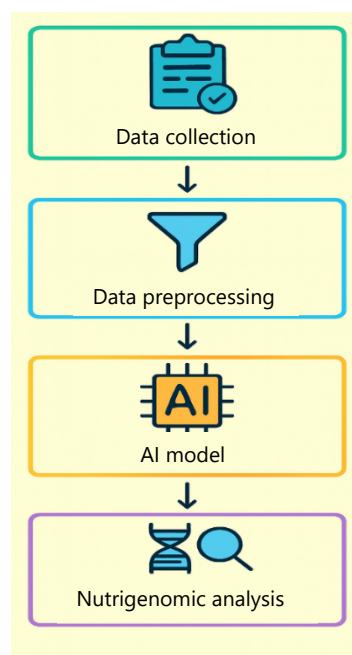 Data collection
Data preprocessing
AI
AI model
Nutrigenomic analysis